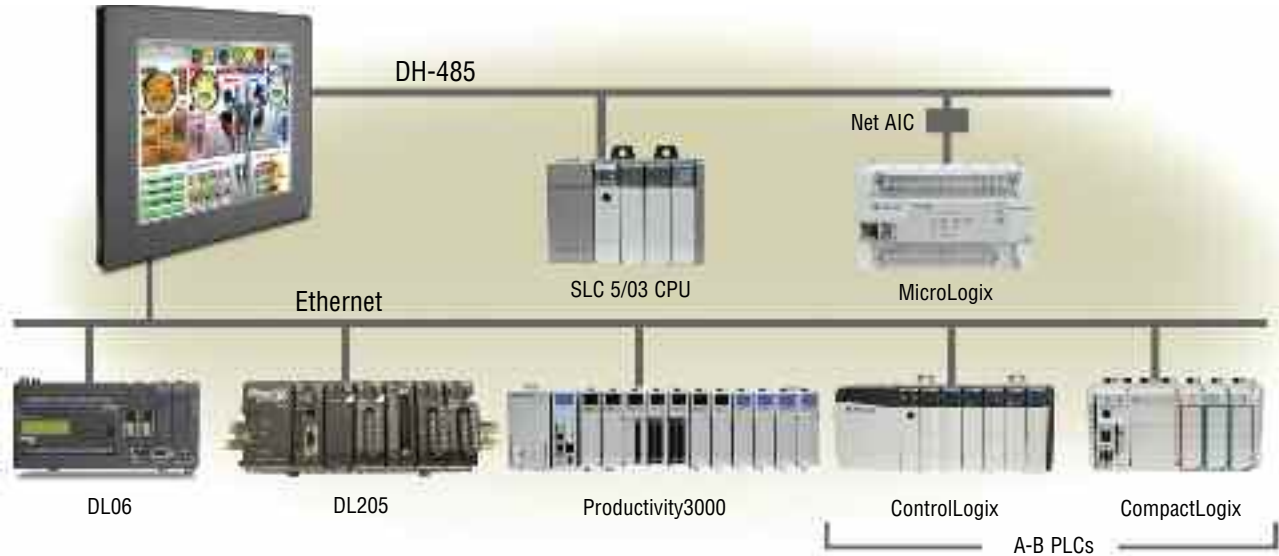 DH-485
Net AIC
SLC 5/03 CPU
MicroLogix
Ethernet
DL06
DL205
Productivity3000
ControlLogix
CompactLogix
A-B PLCs